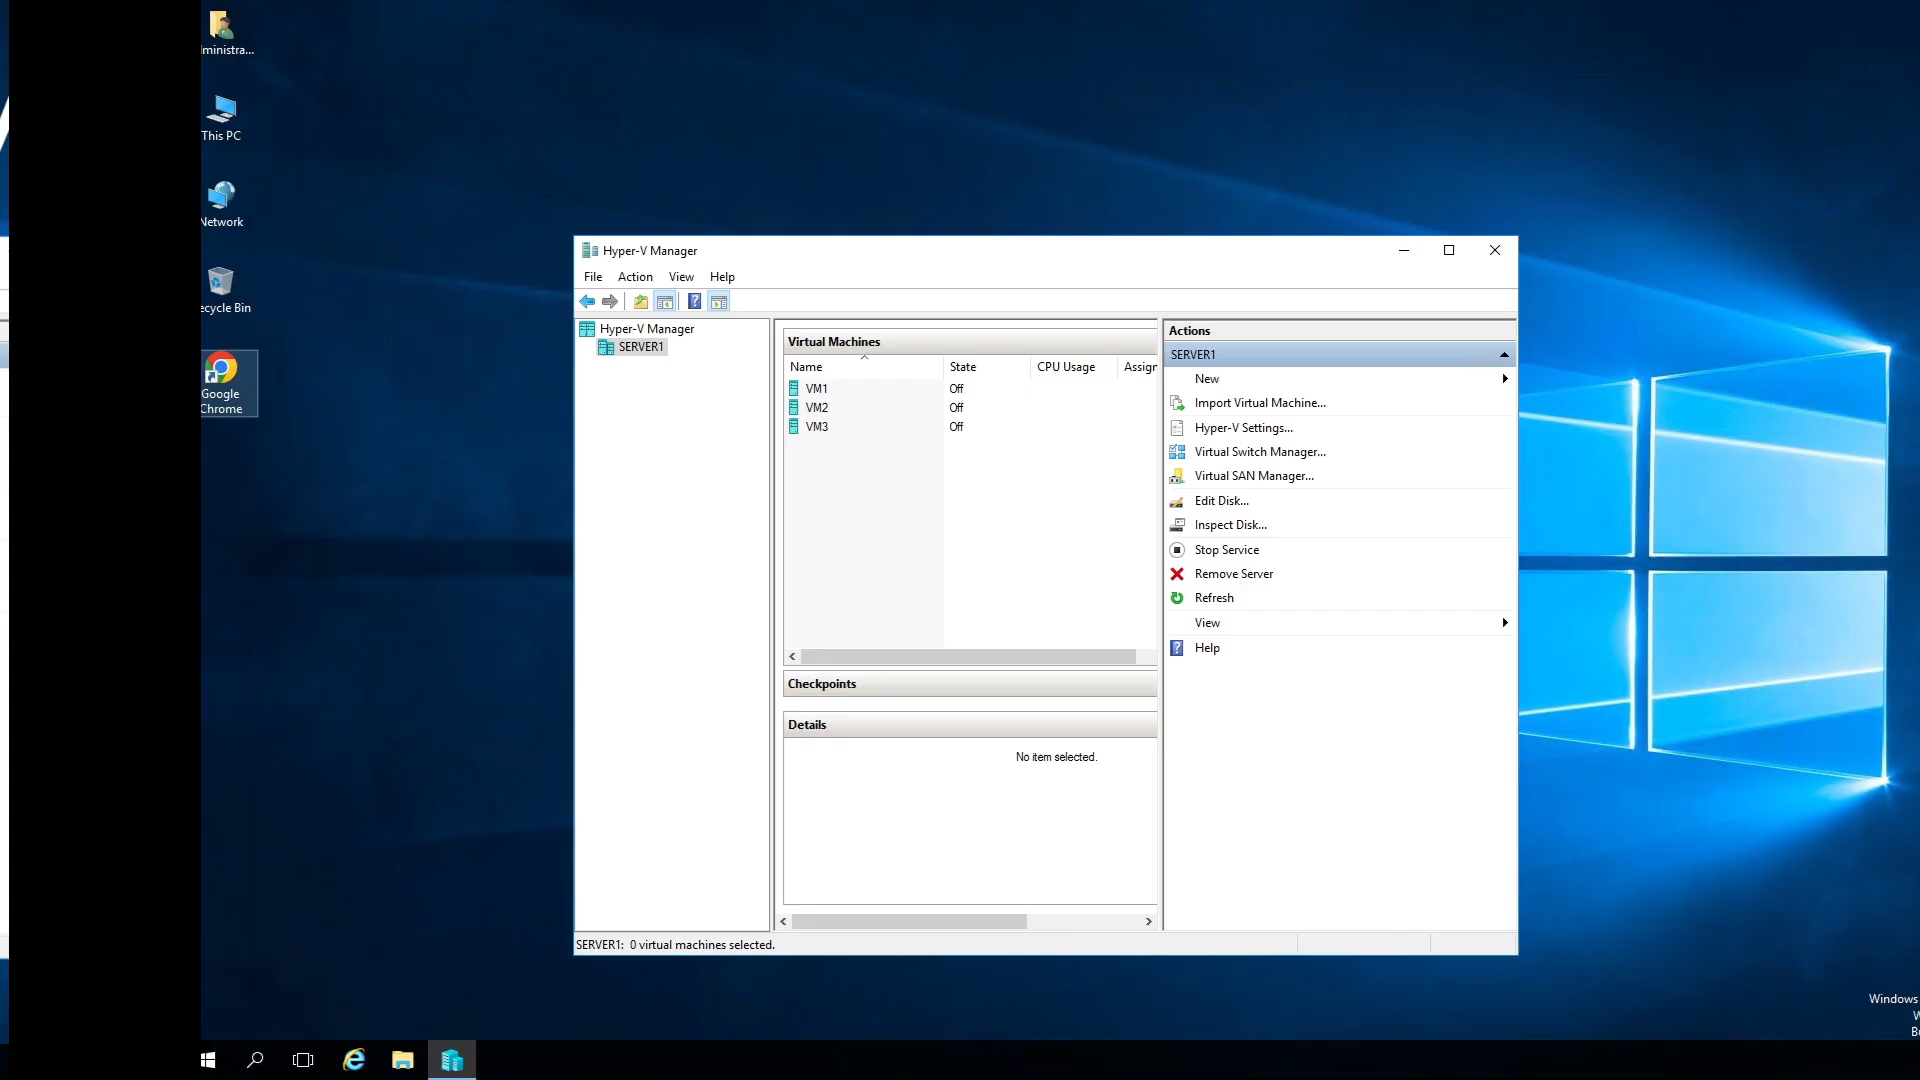 This PC
Network
Google
Chrome
Hyper-V Manager
File Action View Help
Hyper-V Manager
SERVER1
Virtual Machines
Name State CPU Usage Assign
VM1 Off
VM2 Off
VM3 Off
Checkpoints
Details
No item selected.
Actions
SERVER1
New
Import Virtual Machine...
Hyper-V Settings...
Virtual Switch Manager...
Virtual SAN Manager...
Edit Disk...
Inspect Disk...
Stop Service
Remove Server
Refresh
View
Help
SERVER1: 0 virtual machines selected.
Windows